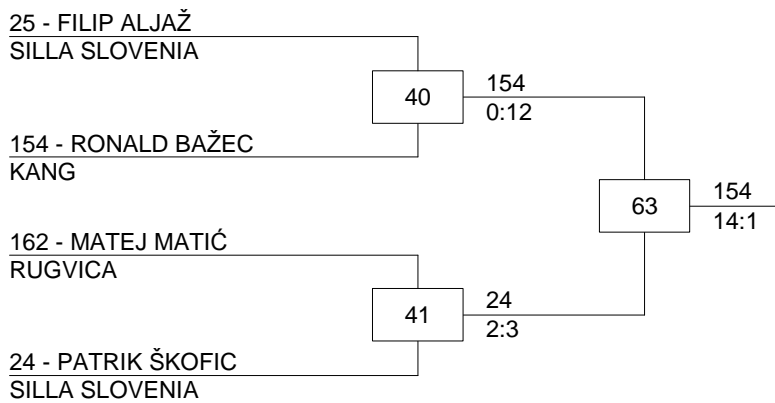 25 - FILIP ALJAŽ
SILLA SLOVENIA
40
154
0:12
154 - RONALD BAŽEC
KANG
63
154
14:1
162 - MATEJ MATIĆ
RUGVICA
41
24
2:3
24 - PATRIK ŠKOFIC
SILLA SLOVENIA